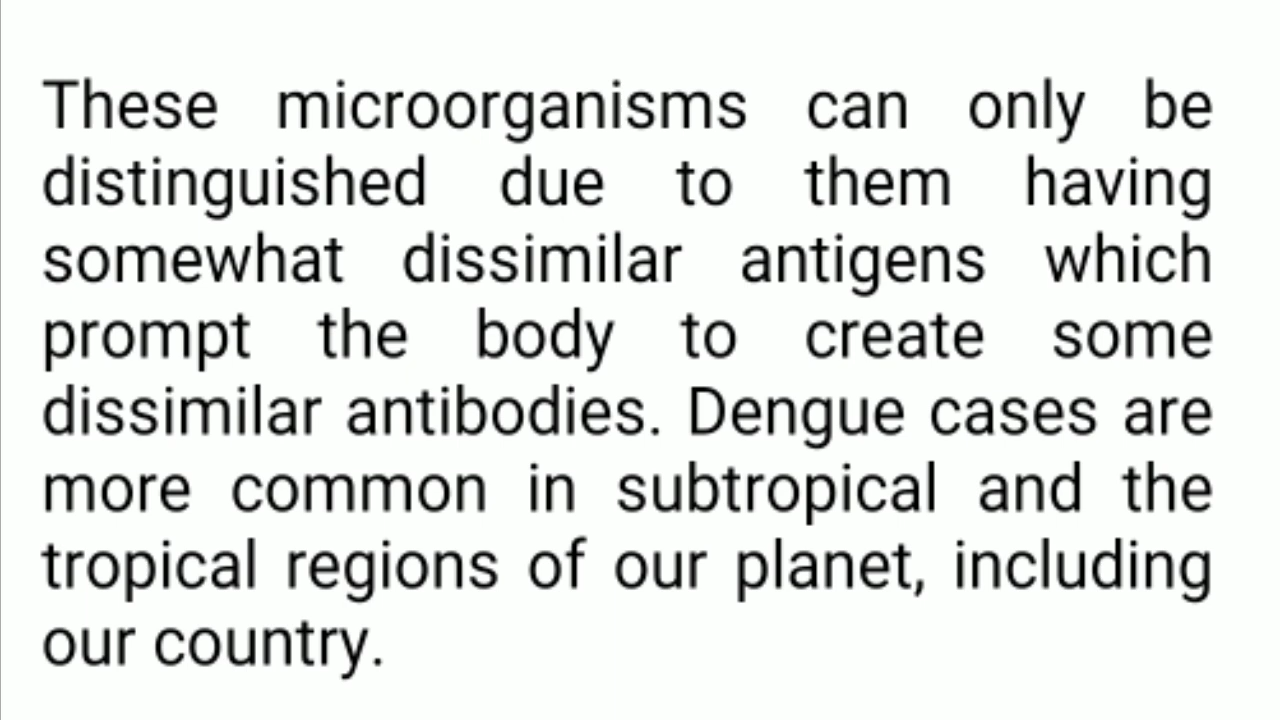 These microorganisms can only be
distinguished due to them having
somewhat dissimilar antigens which
prompt the body to create some
dissimilar antibodies. Dengue cases are
more common in subtropical and the
tropical regions of our planet, including
our country.